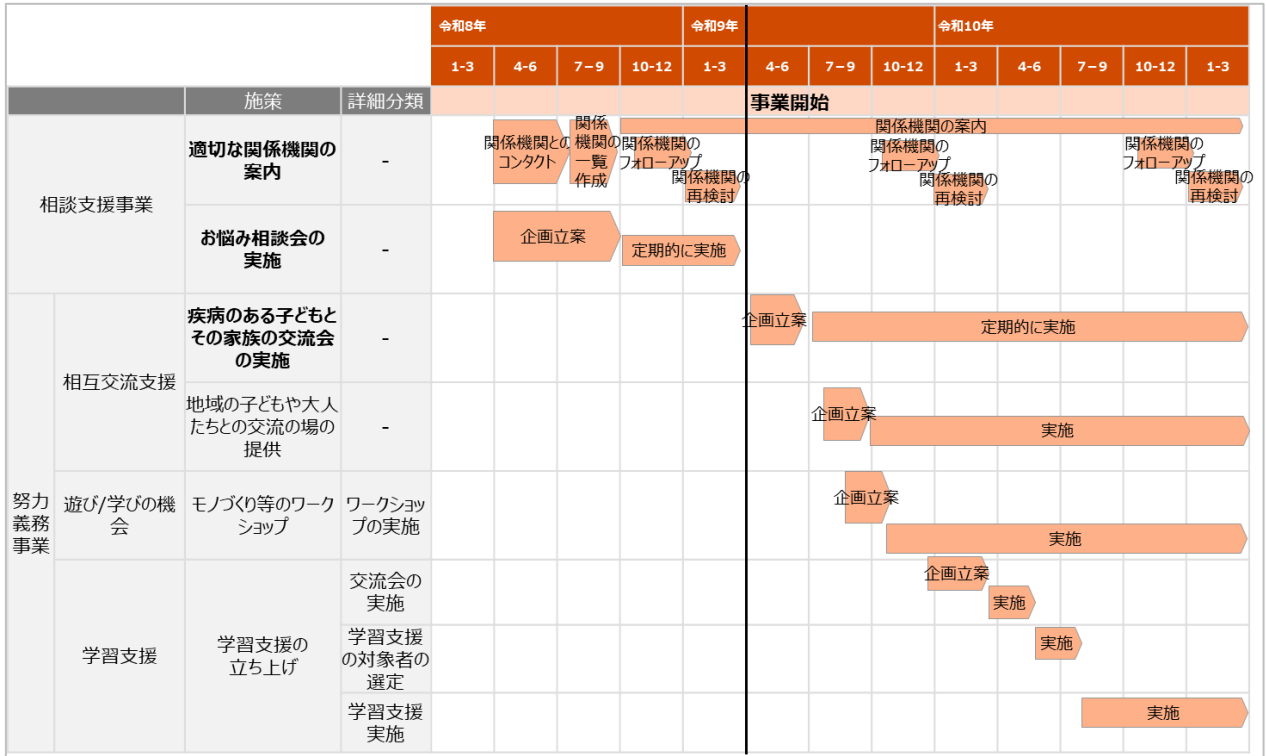 令和8年
令和9年
令和10年
1-3
4-6
7－9
10-12
1-3
4-6
7－9
10-12
1-3
4-6
7－9
10-12
1-3
施策
詳細分類
事業開始
相談支援事業
適切な関係機関の
案内
-
関係機関との
コンタクト
関係
機関の
一覧
作成
関係機関の案内
関係機関の
フォローアップ
関係機関の
再検討
関係機関の
フォローアップ
関係機関の
再検討
関係機関の
フォローアップ
関係機関の
再検討
お悩み相談会の
実施
-
企画立案
定期的に実施
努力
義務
事業
相互交流支援
疾病のある子どもと
その家族の交流会
の実施
-
企画立案
定期的に実施
地域の子どもや大人
たちとの交流の場の
提供
-
企画立案
実施
遊び/学びの機
会
モノづくり等のワーク
ショップ
ワークショッ
プの実施
企画立案
実施
学習支援
学習支援の
立ち上げ
交流会の
実施
企画立案
実施
学習支援
の対象者の
選定
実施
学習支援
実施
実施